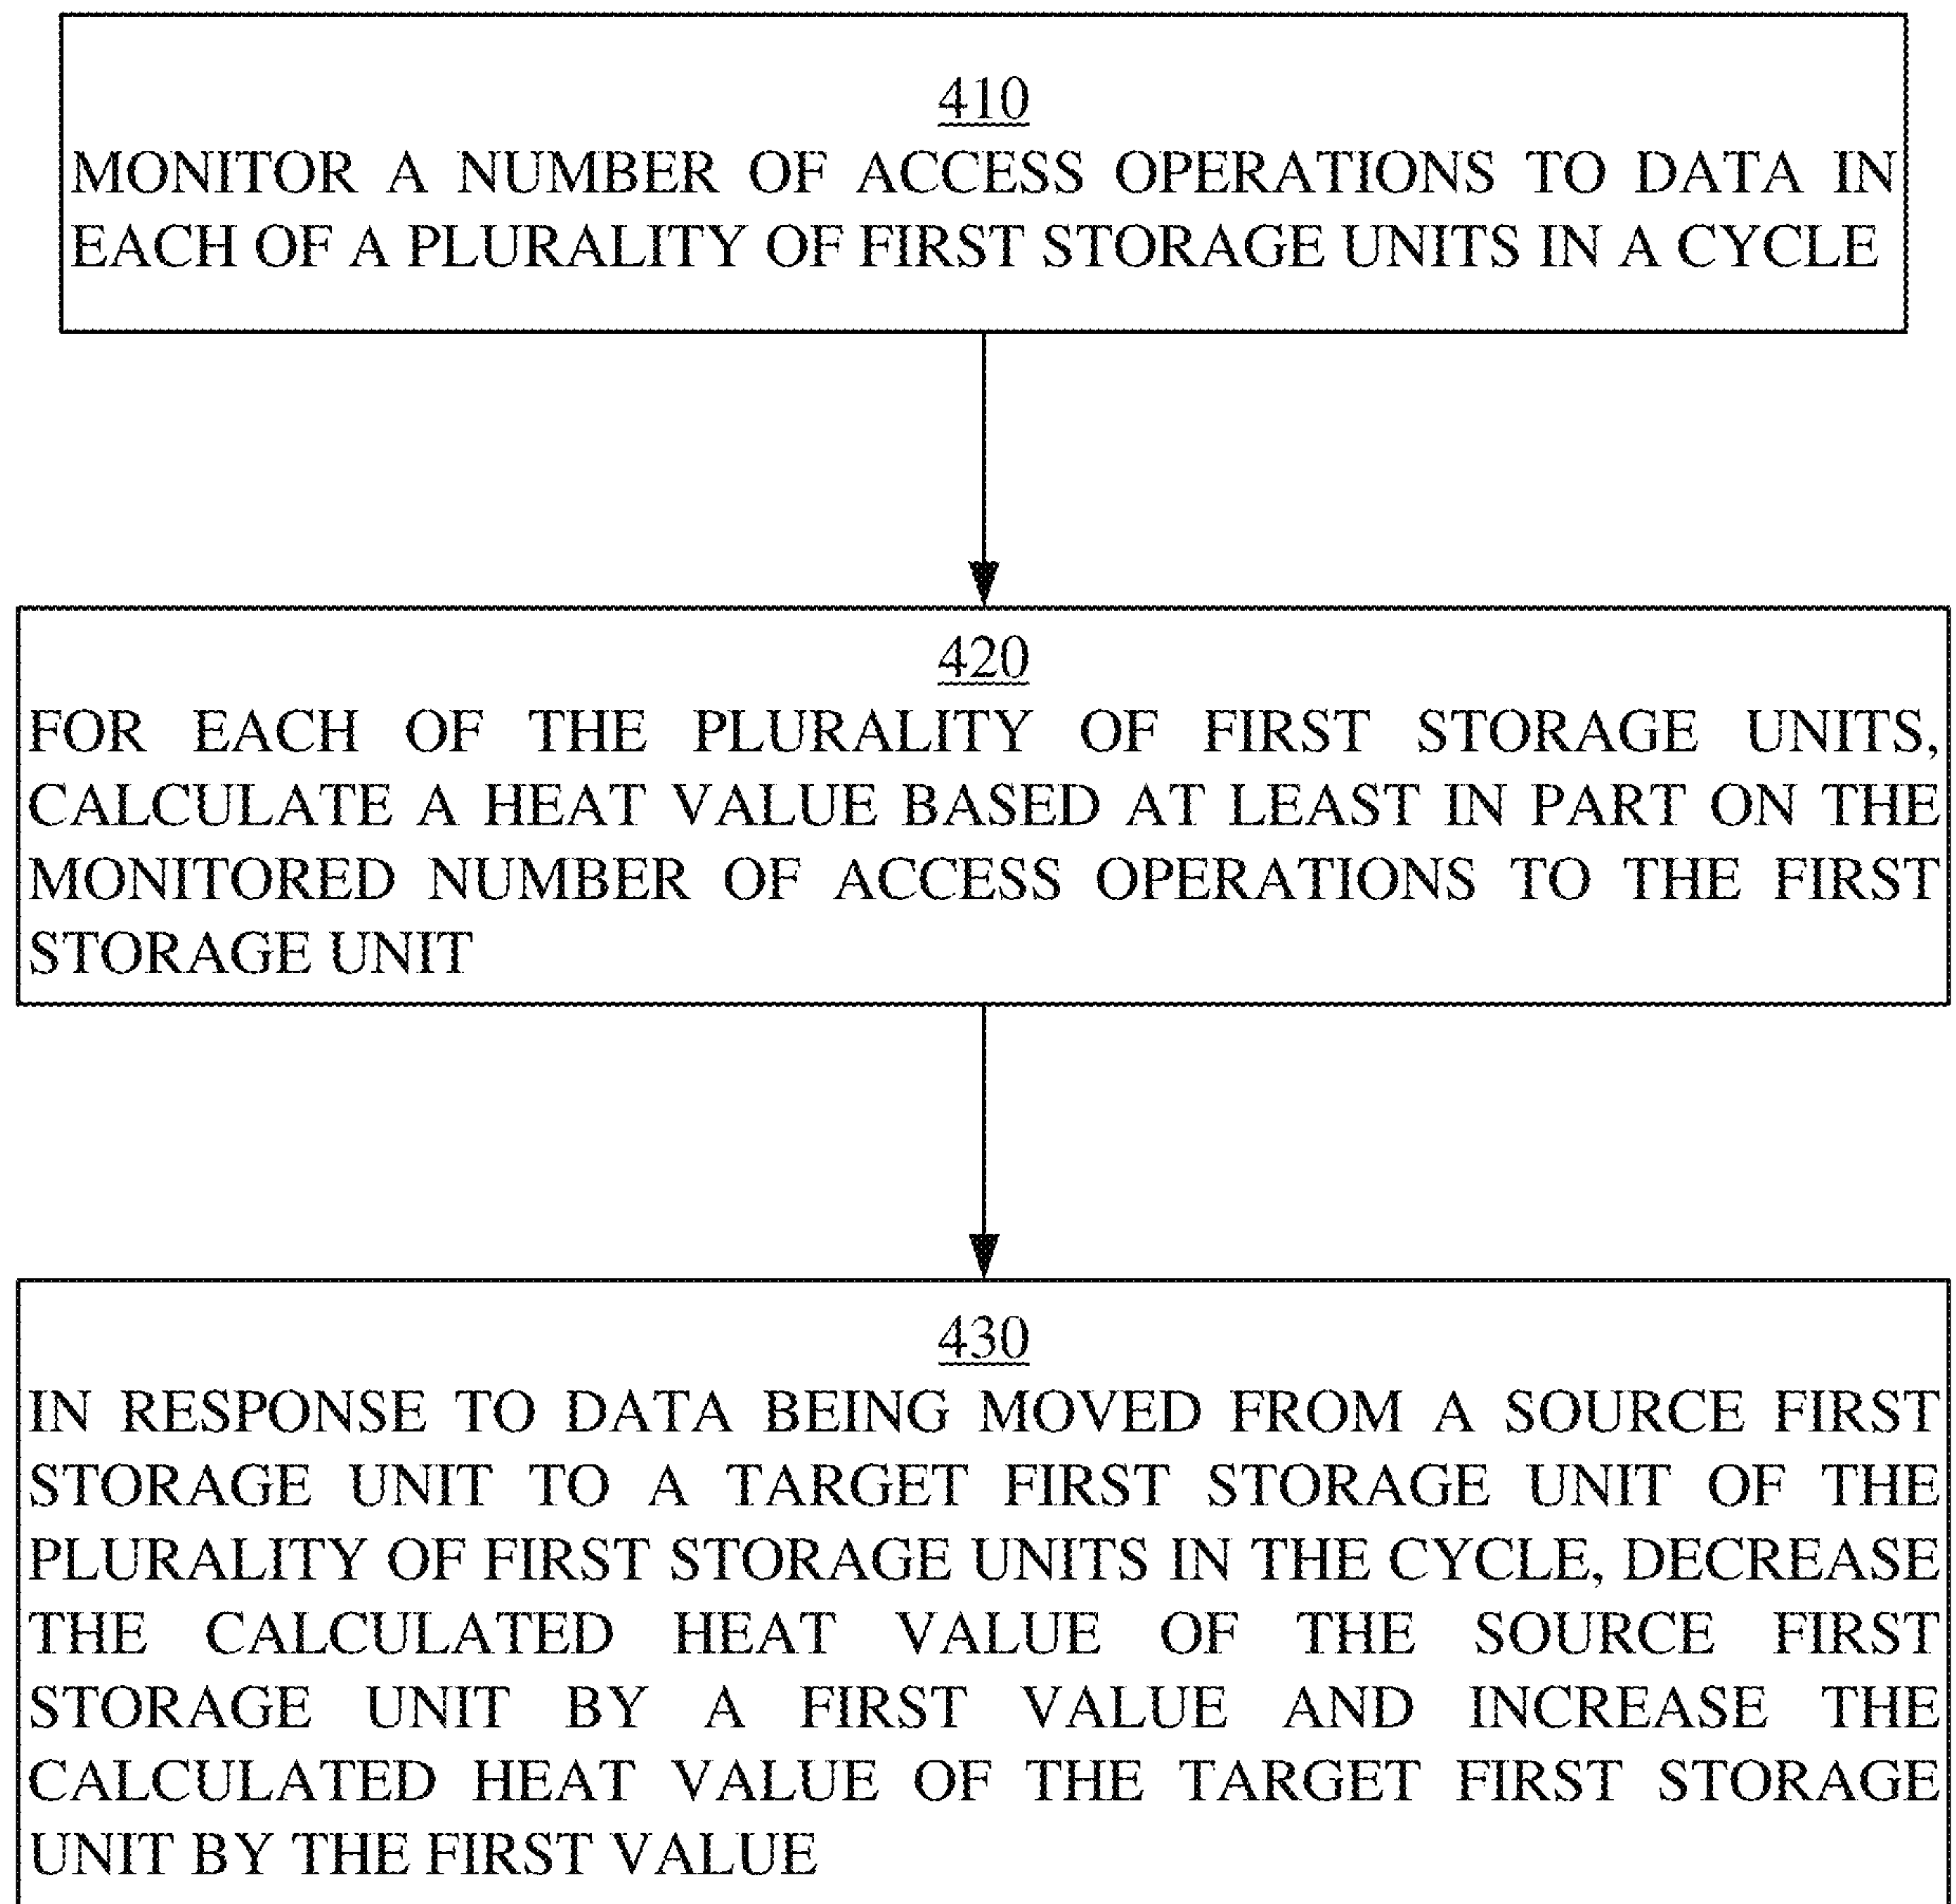 410
MONITOR A NUMBER OF ACCESS OPERATIONS TO DATA IN
EACH OF A PLURALITY OF FIRST STORAGE UNITS IN A CYCLE
420
FOR EACH OF THE PLURALITY OF FIRST STORAGE UNITS,
CALCULATE A HEAT VALUE BASED AT LEAST IN PART ON THE
MONITORED NUMBER OF ACCESS OPERATIONS TO THE FIRST
STORAGE UNIT
430
IN RESPONSE TO DATA BEING MOVED FROM A SOURCE FIRST
STORAGE UNIT TO A TARGET FIRST STORAGE UNIT OF THE
PLURALITY OF FIRST STORAGE UNITS IN THE CYCLE, DECREASE
THE CALCULATED HEAT VALUE OF THE SOURCE FIRST
STORAGE UNIT BY A FIRST VALUE AND INCREASE THE
CALCULATED HEAT VALUE OF THE TARGET FIRST STORAGE
UNIT BY THE FIRST VALUE